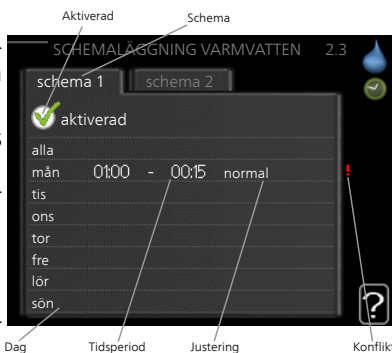 Aktiverad Schema
SCHEMALÄGGNING VARMVATTEN 2.3
schema 1 schema 2
aktiverad
alla
mån 01:00 - 00:15 normal !
tis
ons
tor
fre
lör
sön ?
Dag Tidsperiod Justering Konflikt